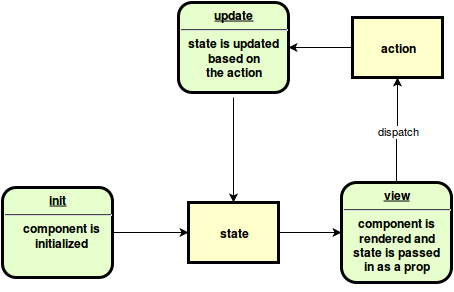 update
state is updated
based on
the action
action
dispatch
init
component is
initialized
state
view
component is
rendered and
state is passed
in as a prop